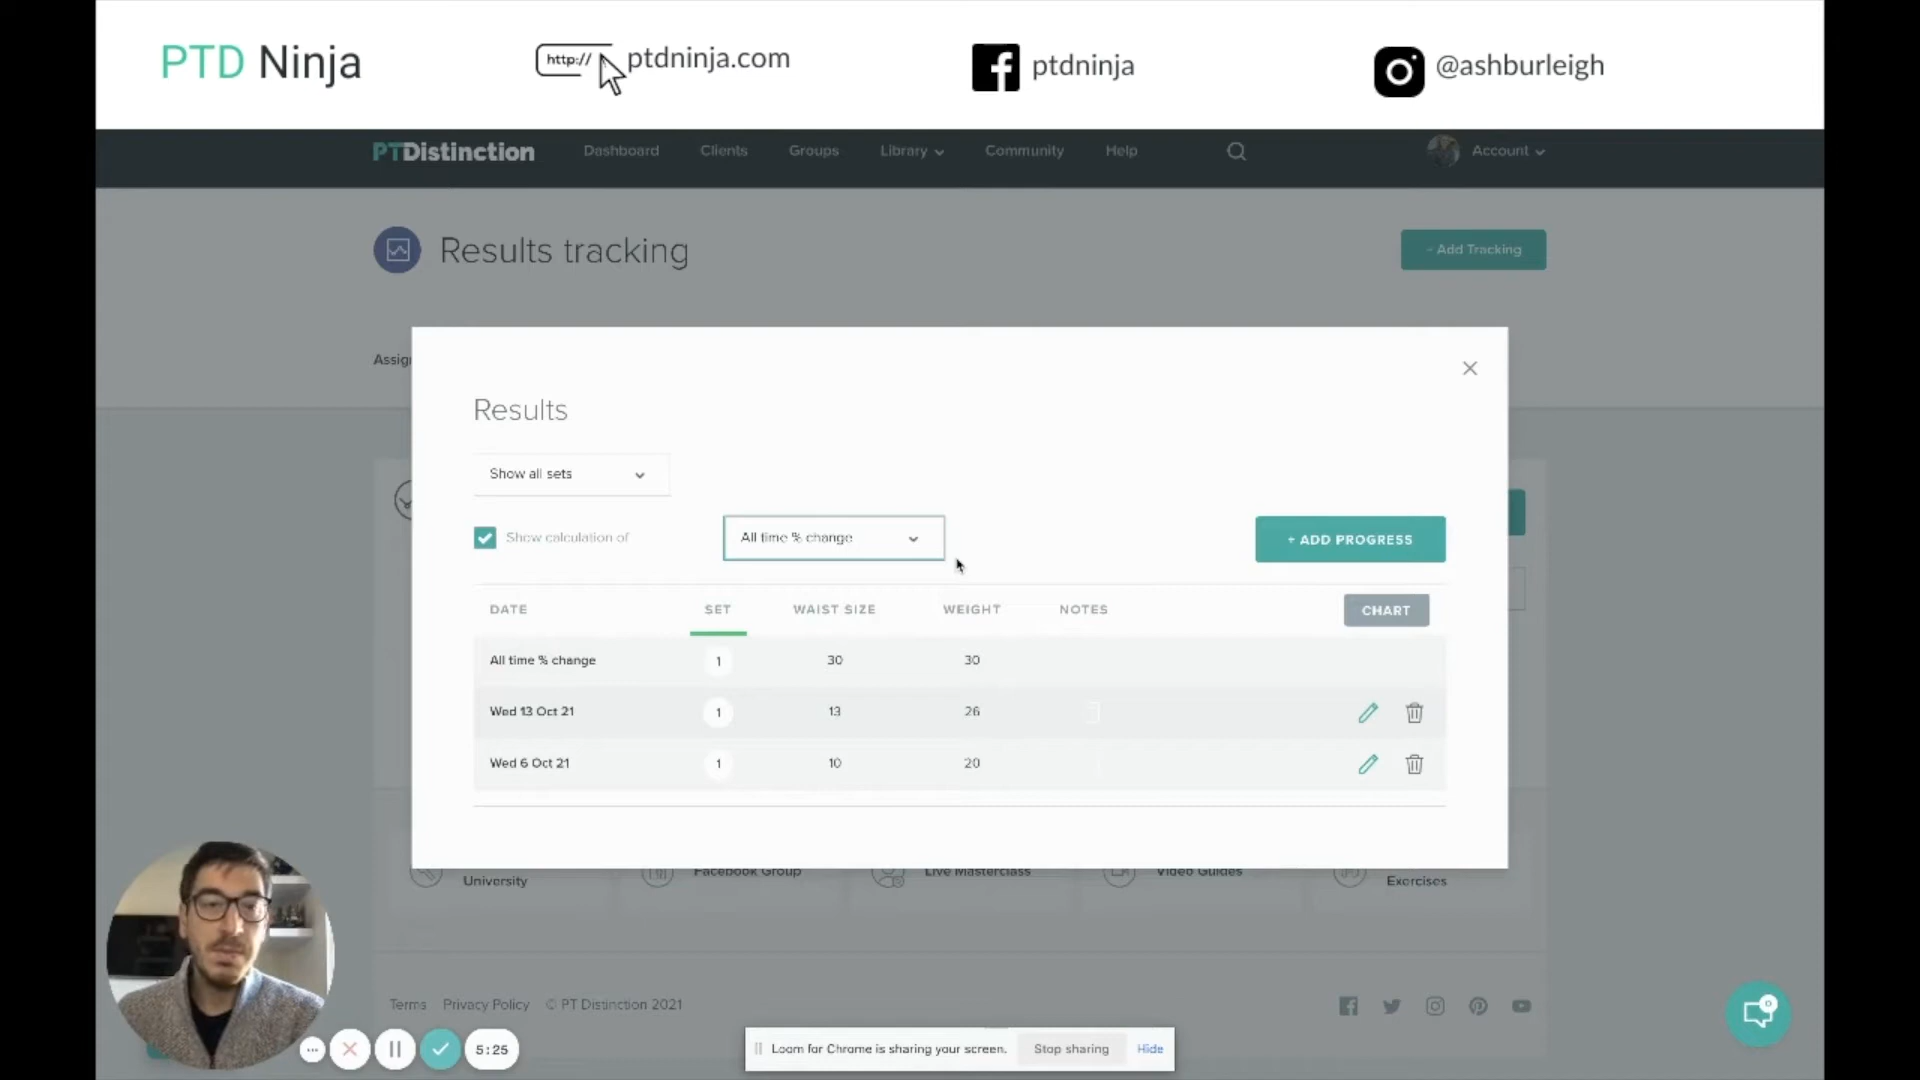 PTD Ninja
http://
ptdninja.com
ptdninja
@ashburleigh
PTDistinction
Dashboard
Clients
Groups
Library
Community
Help
Account
Results tracking
+ Add Tracking
Assig
Results
Show all sets
Show calculation of
All time % change
+ ADD PROGRESS
DATE SET WAIST SIZE WEIGHT NOTES
CHART
All time % change 1 30 30
Wed 13 Oct 21 1 13 26
Wed 6 Oct 21 1 10 20
University
Facebook Group
Live Masterclass
Video Guides
Exercises
Terms
Privacy Policy
© PT Distinction 2021
0
5:25
Loom for Chrome is sharing your screen.
Stop sharing
Hide